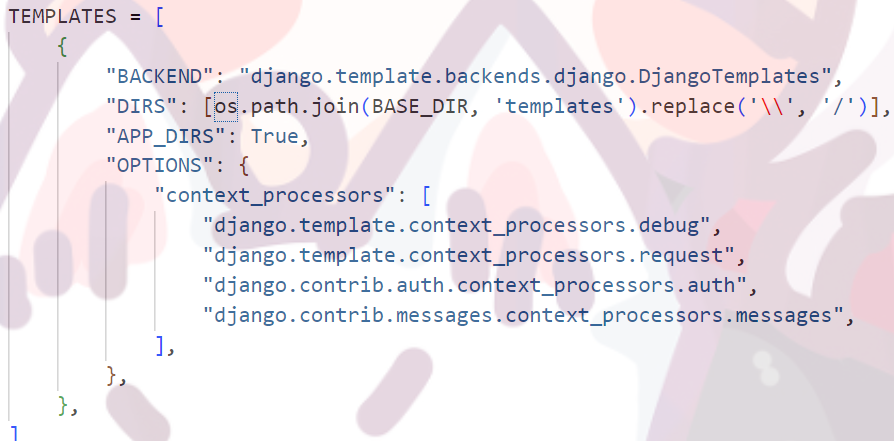 TEMPLATES = [
    {
        "BACKEND": "django.template.backends.django.DjangoTemplates",
        "DIRS": [os.path.join(BASE_DIR, 'templates').replace('\\', '/')],
        "APP_DIRS": True,
        "OPTIONS": {
            "context_processors": [
                "django.template.context_processors.debug",
                "django.template.context_processors.request",
                "django.contrib.auth.context_processors.auth",
                "django.contrib.messages.context_processors.messages",
            ],
        },
    },
]